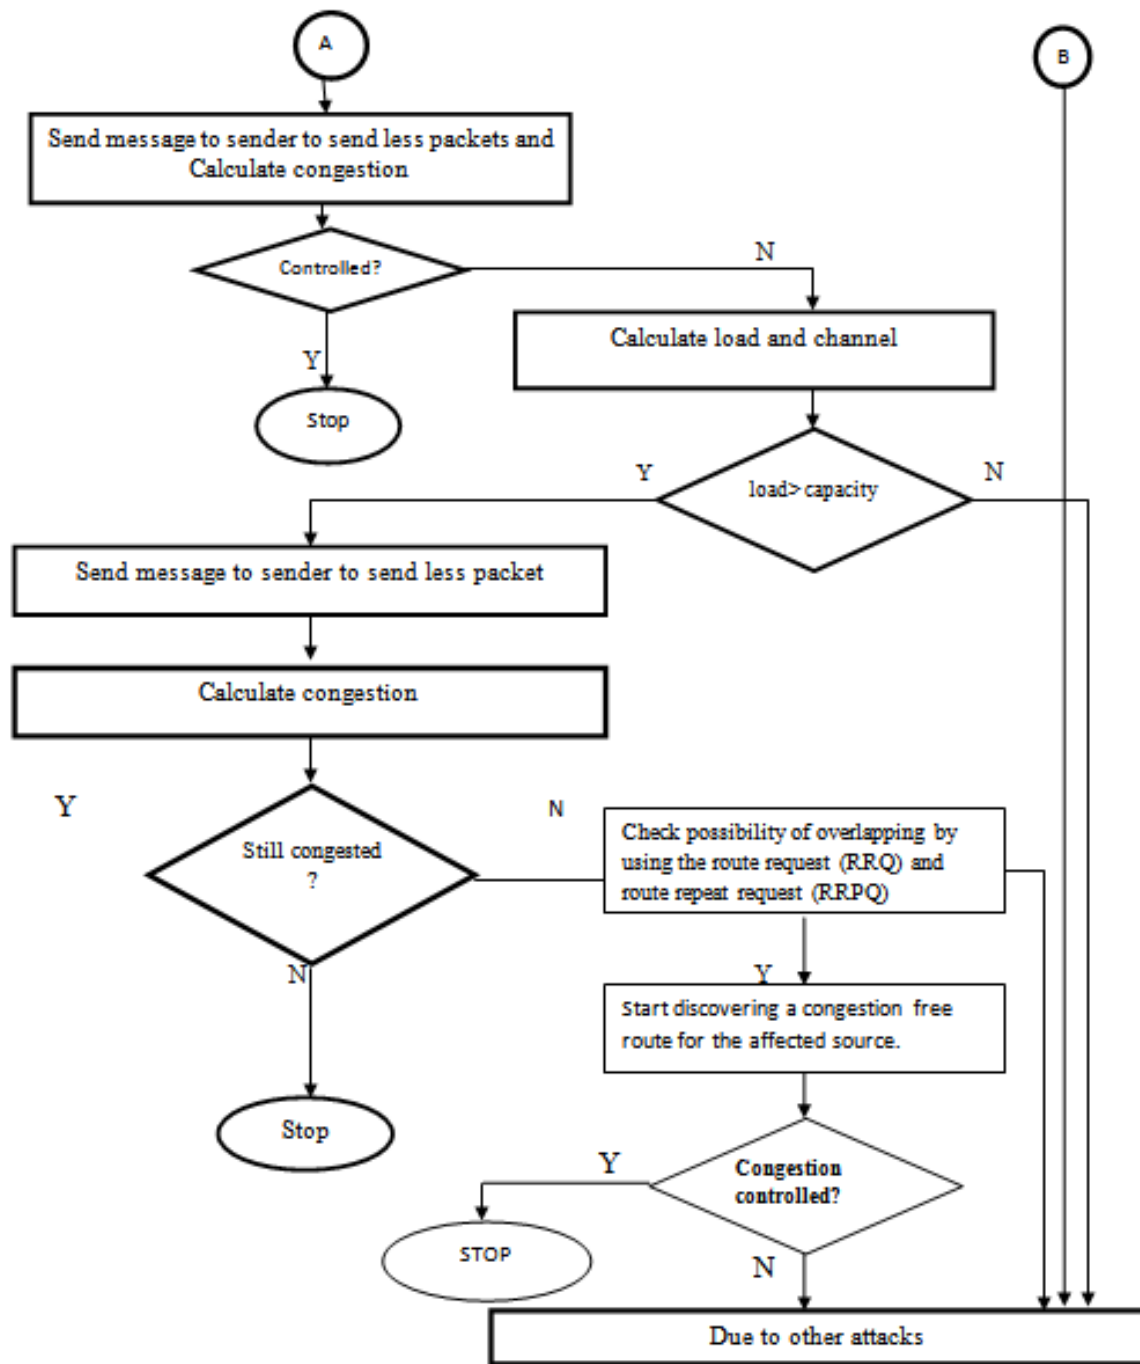 A
B
Send message to sender to send less packets and
Calculate congestion
Controlled?
N
Y
Calculate load and channel
Stop
Y
N
load>capacity
Send message to sender to send less packet
Calculate congestion
Y
N
Still congested
?
Check possibility of overlapping by
using the route request (RRQ) and
route repeat request (RRPQ)
N
Y
Start discovering a congestion free
route for the affected source.
Stop
Y
Congestion
controlled?
STOP
N
Due to other attacks